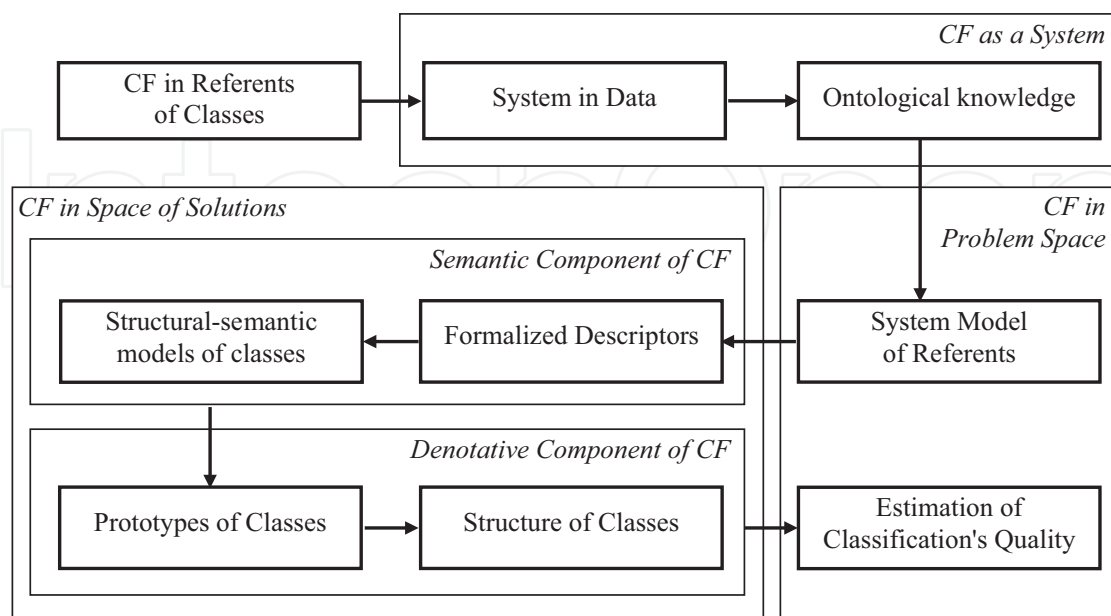 CF as a System
CF in Referents
of Classes
System in Data
Ontological knowledge
CF in Space of Solutions
CF in
Problem Space
Semantic Component of CF
Structural-semantic
models of classes
Formalized Descriptors
System Model
of Referents
Denotative Component of CF
Prototypes of Classes
Structure of Classes
Estimation of
Classification's Quality